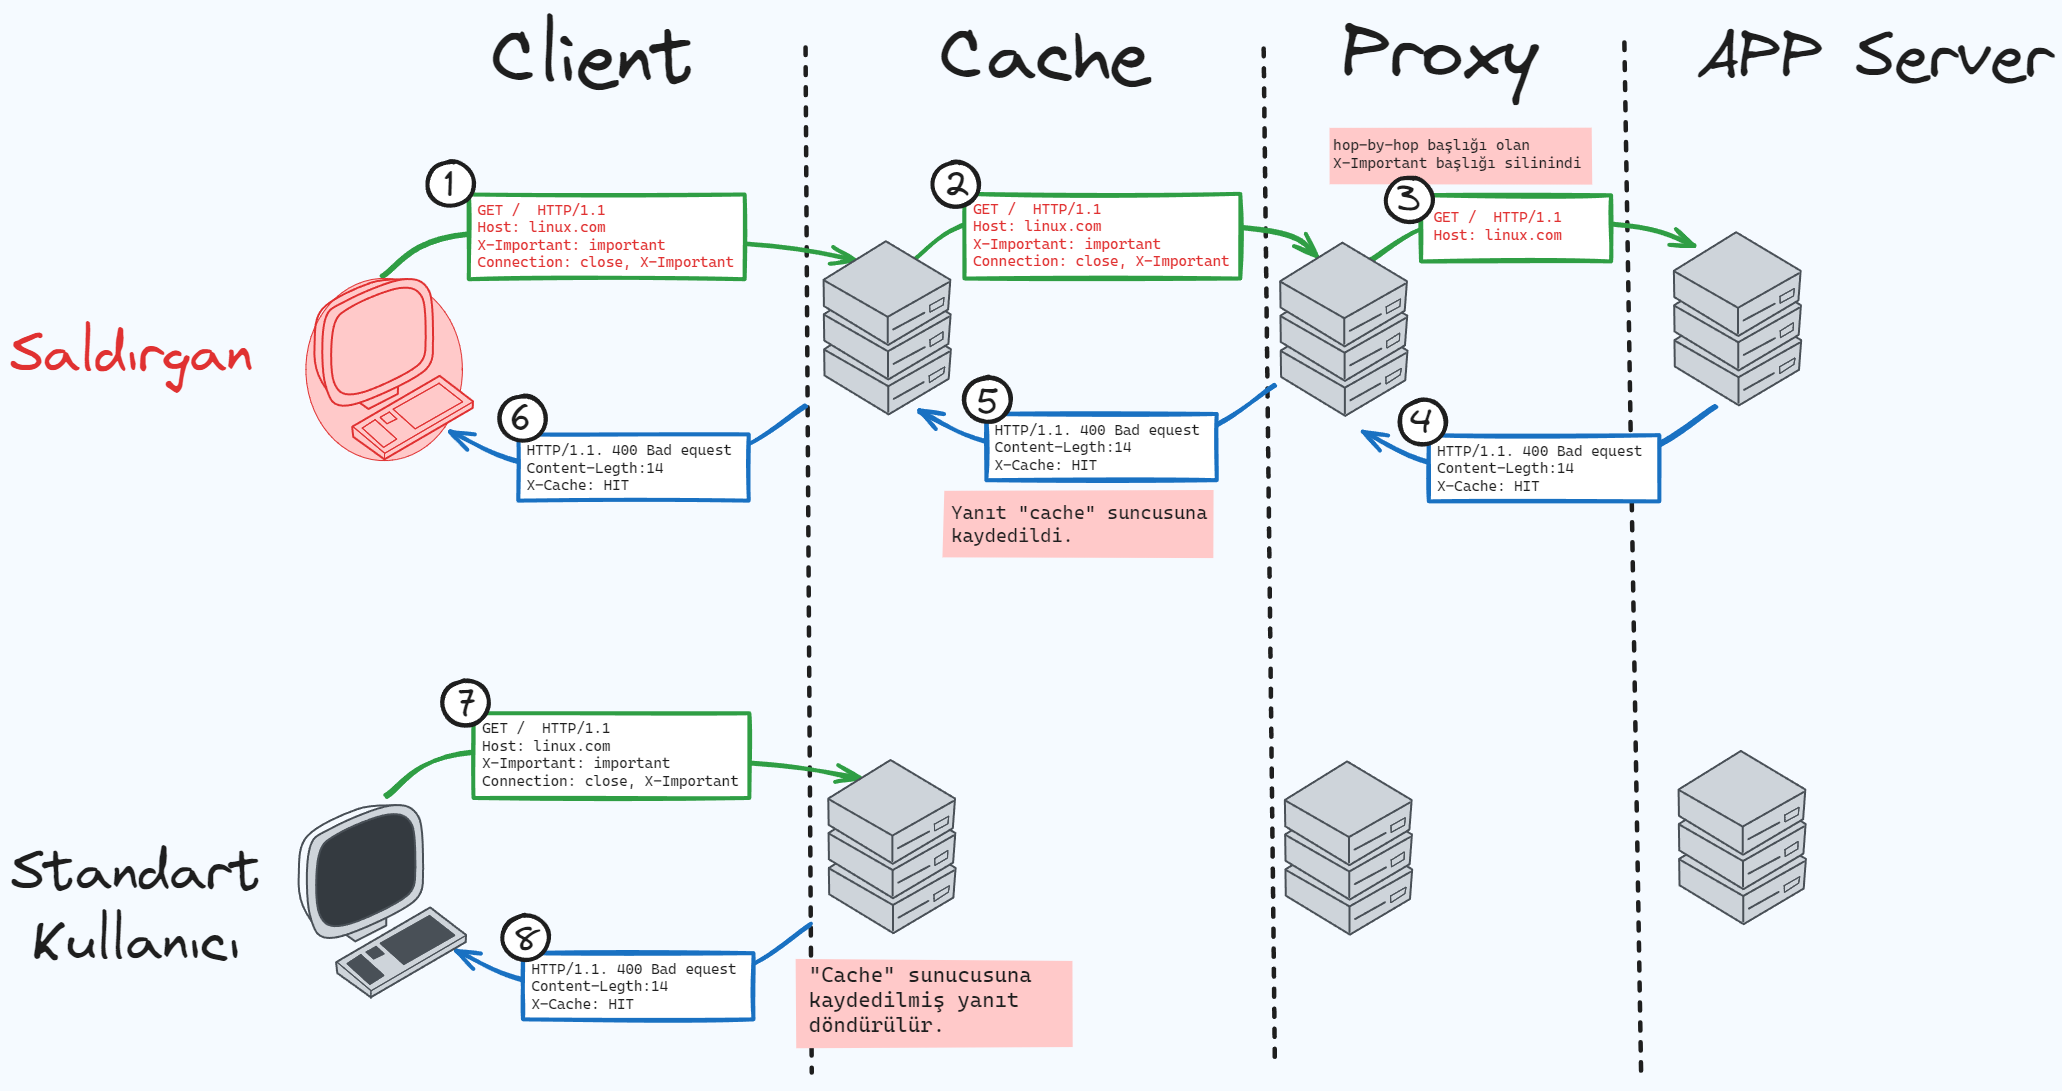 Client
Cache
Proxy
APP Server
hop-by-hop başlığı olan
X-Important başlığı silinindi
1
GET /  HTTP/1.1
Host: linux.com
X-Important: important
Connection: close, X-Important
2
GET /  HTTP/1.1
Host: linux.com
X-Important: important
Connection: close, X-Important
3
GET /  HTTP/1.1
Host: linux.com
Saldırgan
6
HTTP/1.1. 400 Bad equest
Content-Legth:14
X-Cache: HIT
5
HTTP/1.1. 400 Bad equest
Content-Legth:14
X-Cache: HIT
4
HTTP/1.1. 400 Bad equest
Content-Legth:14
X-Cache: HIT
Yanıt "cache" suncusuna
kaydedildi.
7
GET /  HTTP/1.1
Host: linux.com
X-Important: important
Connection: close, X-Important
Standart
Kullanıcı
8
HTTP/1.1. 400 Bad equest
Content-Legth:14
X-Cache: HIT
"Cache" sunucusuna
kaydedilmiş yanıt
döndürülür.